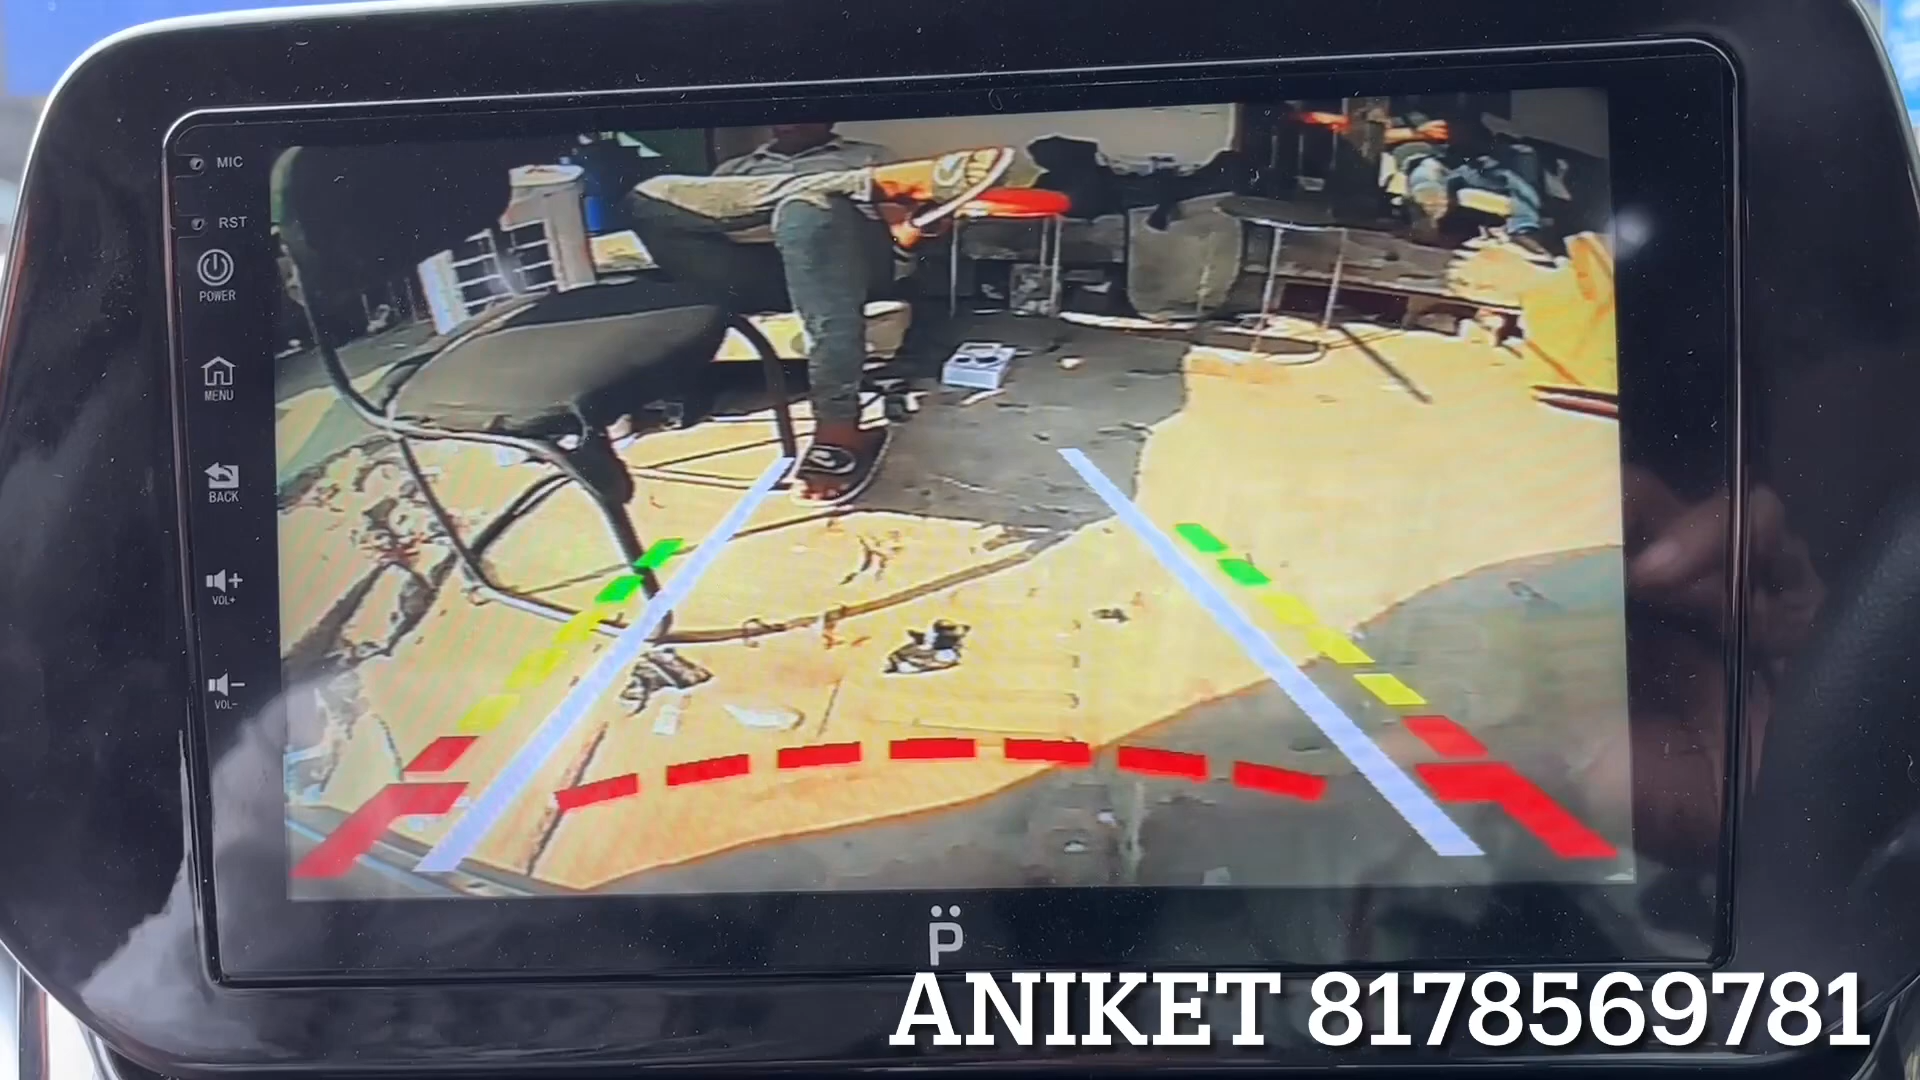 MIC
RST
POWER
MENU
BACK
VOL+
VOL-
P̈
ANIKET 8178569781